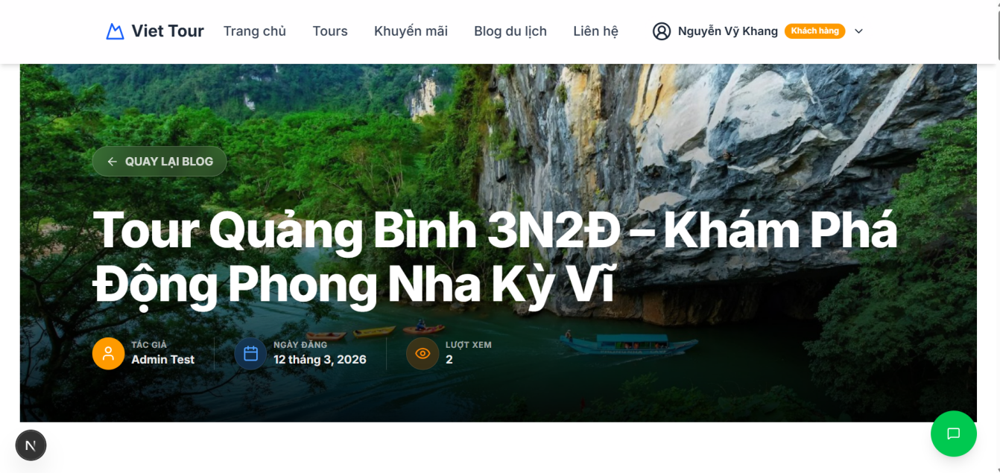 Viet Tour
Trang chủ
Tours
Khuyến mãi
Blog du lịch
Liên hệ
Nguyễn Vỹ Khang
Khách hàng
QUAY LẠI BLOG
Tour Quảng Bình 3N2Đ – Khám Phá
Động Phong Nha Kỳ Vĩ
TÁC GIẢ
Admin Test
NGÀY ĐĂNG
12 tháng 3, 2026
LƯỢT XEM
2
N